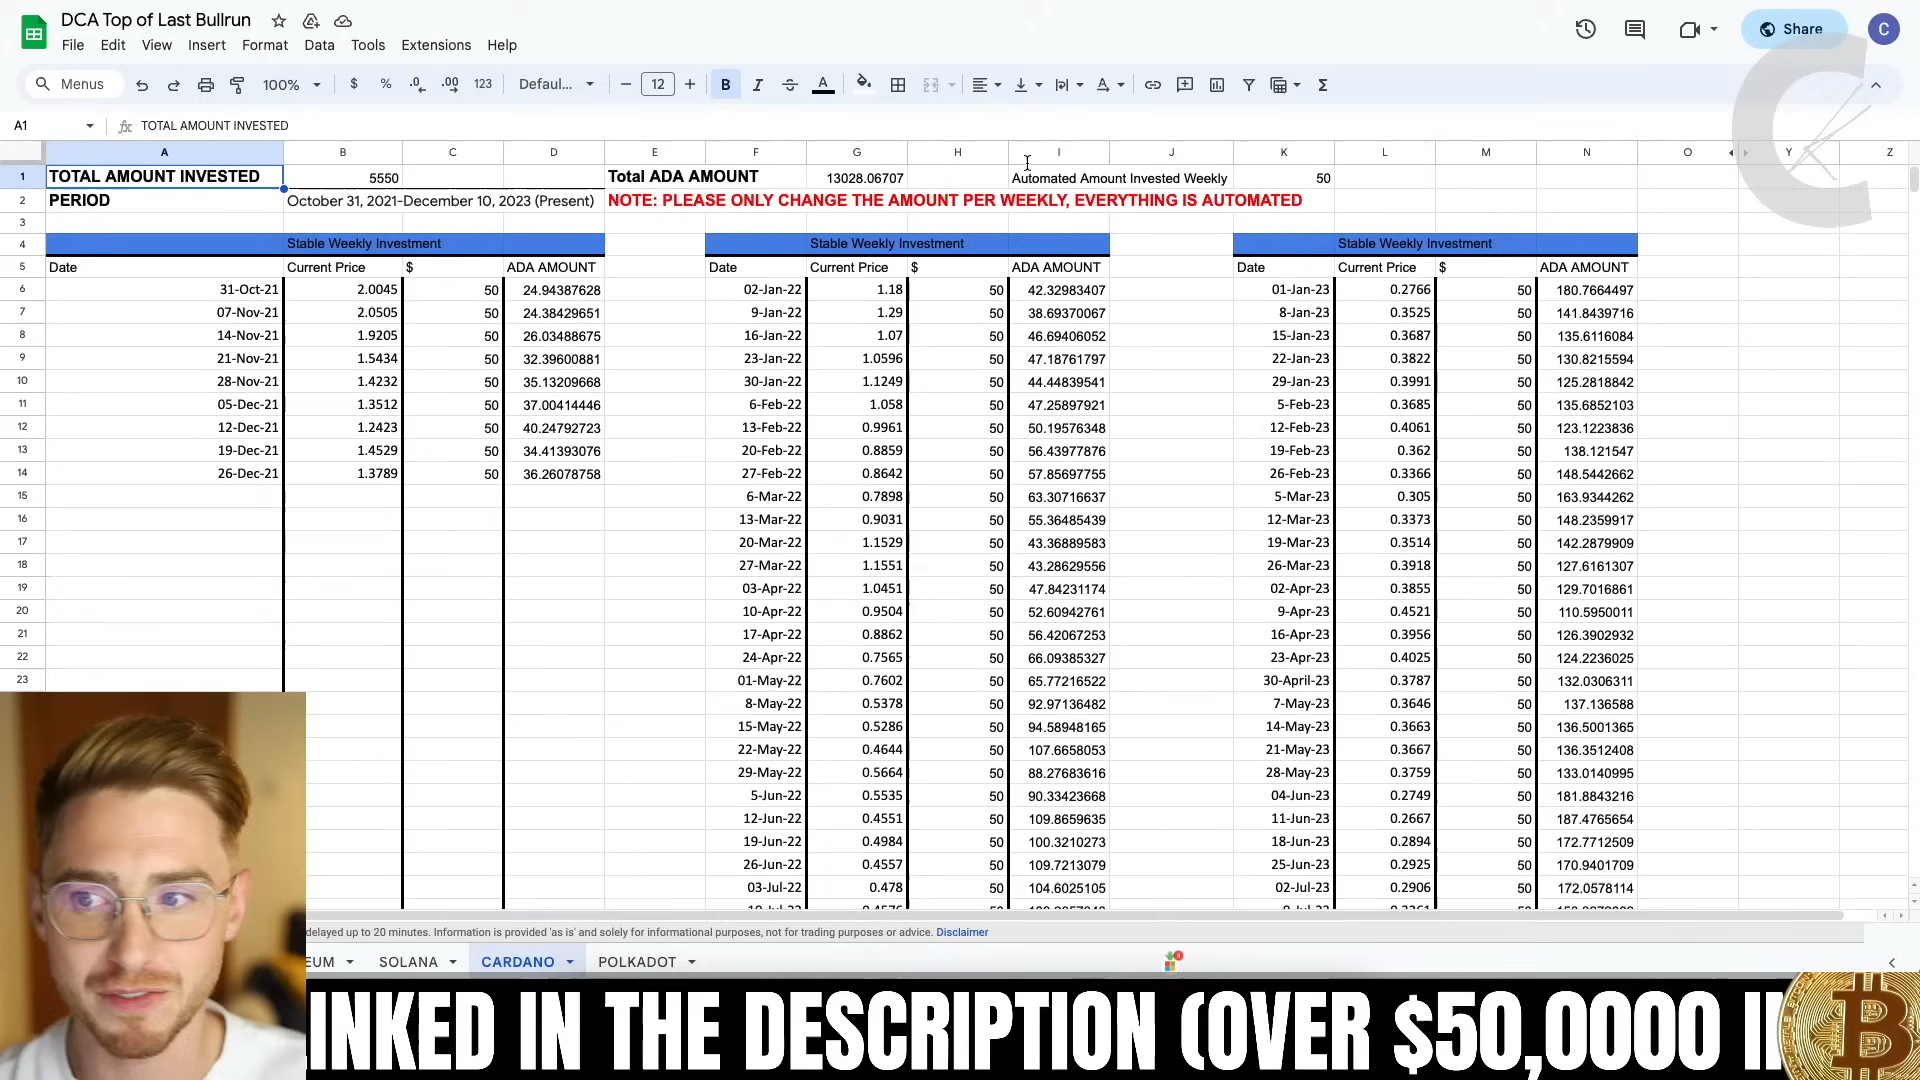 DCA Top of Last Bullrun
File Edit View Insert Format Data Tools Extensions Help
Share C
Menus 100% $ % .0 .00 123 Defaul... 12 B I A
A1 fx TOTAL AMOUNT INVESTED
A B C D E F G H I J K L M N O Y Z
1 TOTAL AMOUNT INVESTED 5550 Total ADA AMOUNT 13028.06707 Automated Amount Invested Weekly 50
2 PERIOD October 31, 2021-December 10, 2023 (Present) NOTE: PLEASE ONLY CHANGE THE AMOUNT PER WEEKLY, EVERYTHING IS AUTOMATED
3
4 Stable Weekly Investment Stable Weekly Investment Stable Weekly Investment
5 Date Current Price $ ADA AMOUNT Date Current Price $ ADA AMOUNT Date Current Price $ ADA AMOUNT
6 31-Oct-21 2.0045 50 24.94387628 02-Jan-22 1.18 50 42.32983407 01-Jan-23 0.2766 50 180.7664497
7 07-Nov-21 2.0505 50 24.38429651 9-Jan-22 1.29 50 38.69370067 8-Jan-23 0.3525 50 141.8439716
8 14-Nov-21 1.9205 50 26.03488675 16-Jan-22 1.07 50 46.69406052 15-Jan-23 0.3687 50 135.6116084
9 21-Nov-21 1.5434 50 32.39600881 23-Jan-22 1.0596 50 47.18761797 22-Jan-23 0.3822 50 130.8215594
10 28-Nov-21 1.4232 50 35.13209668 30-Jan-22 1.1249 50 44.44839541 29-Jan-23 0.3991 50 125.2818842
11 05-Dec-21 1.3512 50 37.00414446 6-Feb-22 1.058 50 47.25897921 5-Feb-23 0.3685 50 135.6852103
12 12-Dec-21 1.2423 50 40.24792723 13-Feb-22 0.9961 50 50.19576348 12-Feb-23 0.4061 50 123.1223836
13 19-Dec-21 1.4529 50 34.41393076 20-Feb-22 0.8859 50 56.43977876 19-Feb-23 0.362 50 138.121547
14 26-Dec-21 1.3789 50 36.26078758 27-Feb-22 0.8642 50 57.85697755 26-Feb-23 0.3366 50 148.5442662
15 6-Mar-22 0.7898 50 63.30716637 5-Mar-23 0.305 50 163.9344262
16 13-Mar-22 0.9031 50 55.36485439 12-Mar-23 0.3373 50 148.2359917
17 20-Mar-22 1.1529 50 43.36889583 19-Mar-23 0.3514 50 142.2879909
18 27-Mar-22 1.1551 50 43.28629556 26-Mar-23 0.3918 50 127.6161307
19 03-Apr-22 1.0451 50 47.84231174 02-Apr-23 0.3855 50 129.7016861
20 10-Apr-22 0.9504 50 52.60942761 9-Apr-23 0.4521 50 110.5950011
21 17-Apr-22 0.8862 50 56.42067253 16-Apr-23 0.3956 50 126.3902932
22 24-Apr-22 0.7565 50 66.09385327 23-Apr-23 0.4025 50 124.2236025
23 01-May-22 0.7602 50 65.77216522 30-April-23 0.3787 50 132.0306311
8-May-22 0.5378 50 92.97136482 7-May-23 0.3646 50 137.136588
15-May-22 0.5286 50 94.58948165 14-May-23 0.3663 50 136.5001365
22-May-22 0.4644 50 107.6658053 21-May-23 0.3667 50 136.3512408
29-May-22 0.5664 50 88.27683616 28-May-23 0.3759 50 133.0140995
5-Jun-22 0.5535 50 90.33423668 04-Jun-23 0.2749 50 181.8843216
12-Jun-22 0.4551 50 109.8659635 11-Jun-23 0.2667 50 187.4765654
19-Jun-22 0.4984 50 100.3210273 18-Jun-23 0.2894 50 172.7712509
26-Jun-22 0.4557 50 109.7213079 25-Jun-23 0.2925 50 170.9401709
03-Jul-22 0.478 50 104.6025105 02-Jul-23 0.2906 50 172.0578114
delayed up to 20 minutes. Information is provided 'as is' and solely for informational purposes, not for trading purposes or advice. Disclaimer
EUM SOLANA CARDANO POLKADOT
INKED IN THE DESCRIPTION (OVER $50,0000 I